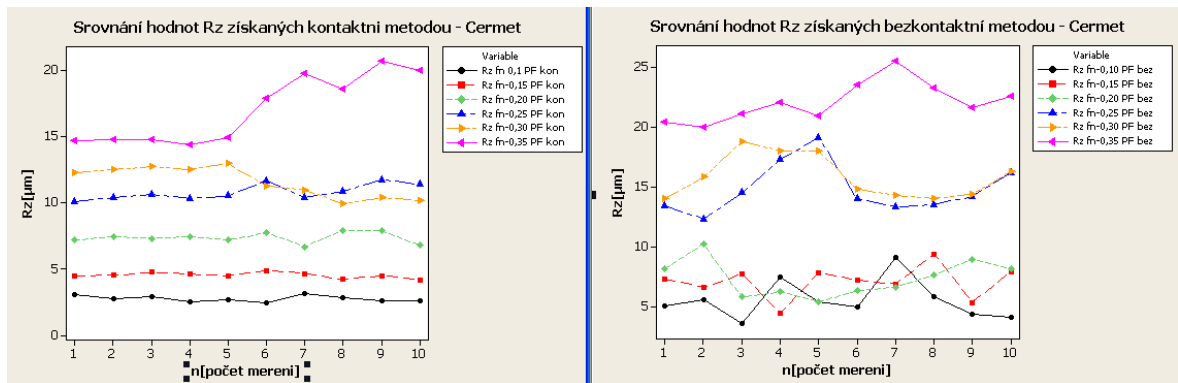 Srovnání hodnot Rz získaných kontaktni metodou - Cermet
Rz[µm]
20
15
10
5
0
1 2 3 4 5 6 7 8 9 10
n[počet mereni]
Variable
Rz fn 0,1 PF kon
Rz fn-0,15 PF kon
Rz fn-0,20 PF kon
Rz fn-0,25 PF kon
Rz fn-0,30 PF kon
Rz fn-0,35 PF kon
Srovnání hodnot Rz získaných bezkontaktní metodou - Cermet
Rz[µm]
25
20
15
10
5
1 2 3 4 5 6 7 8 9 10
n[počet mereni]
Variable
Rz fn-0,10 PF bez
Rz fn-0,15 PF bez
Rz fn-0,20 PF bez
Rz fn-0,25 PF bez
Rz fn-0,30 PF bez
Rz fn-0,35 PF bez